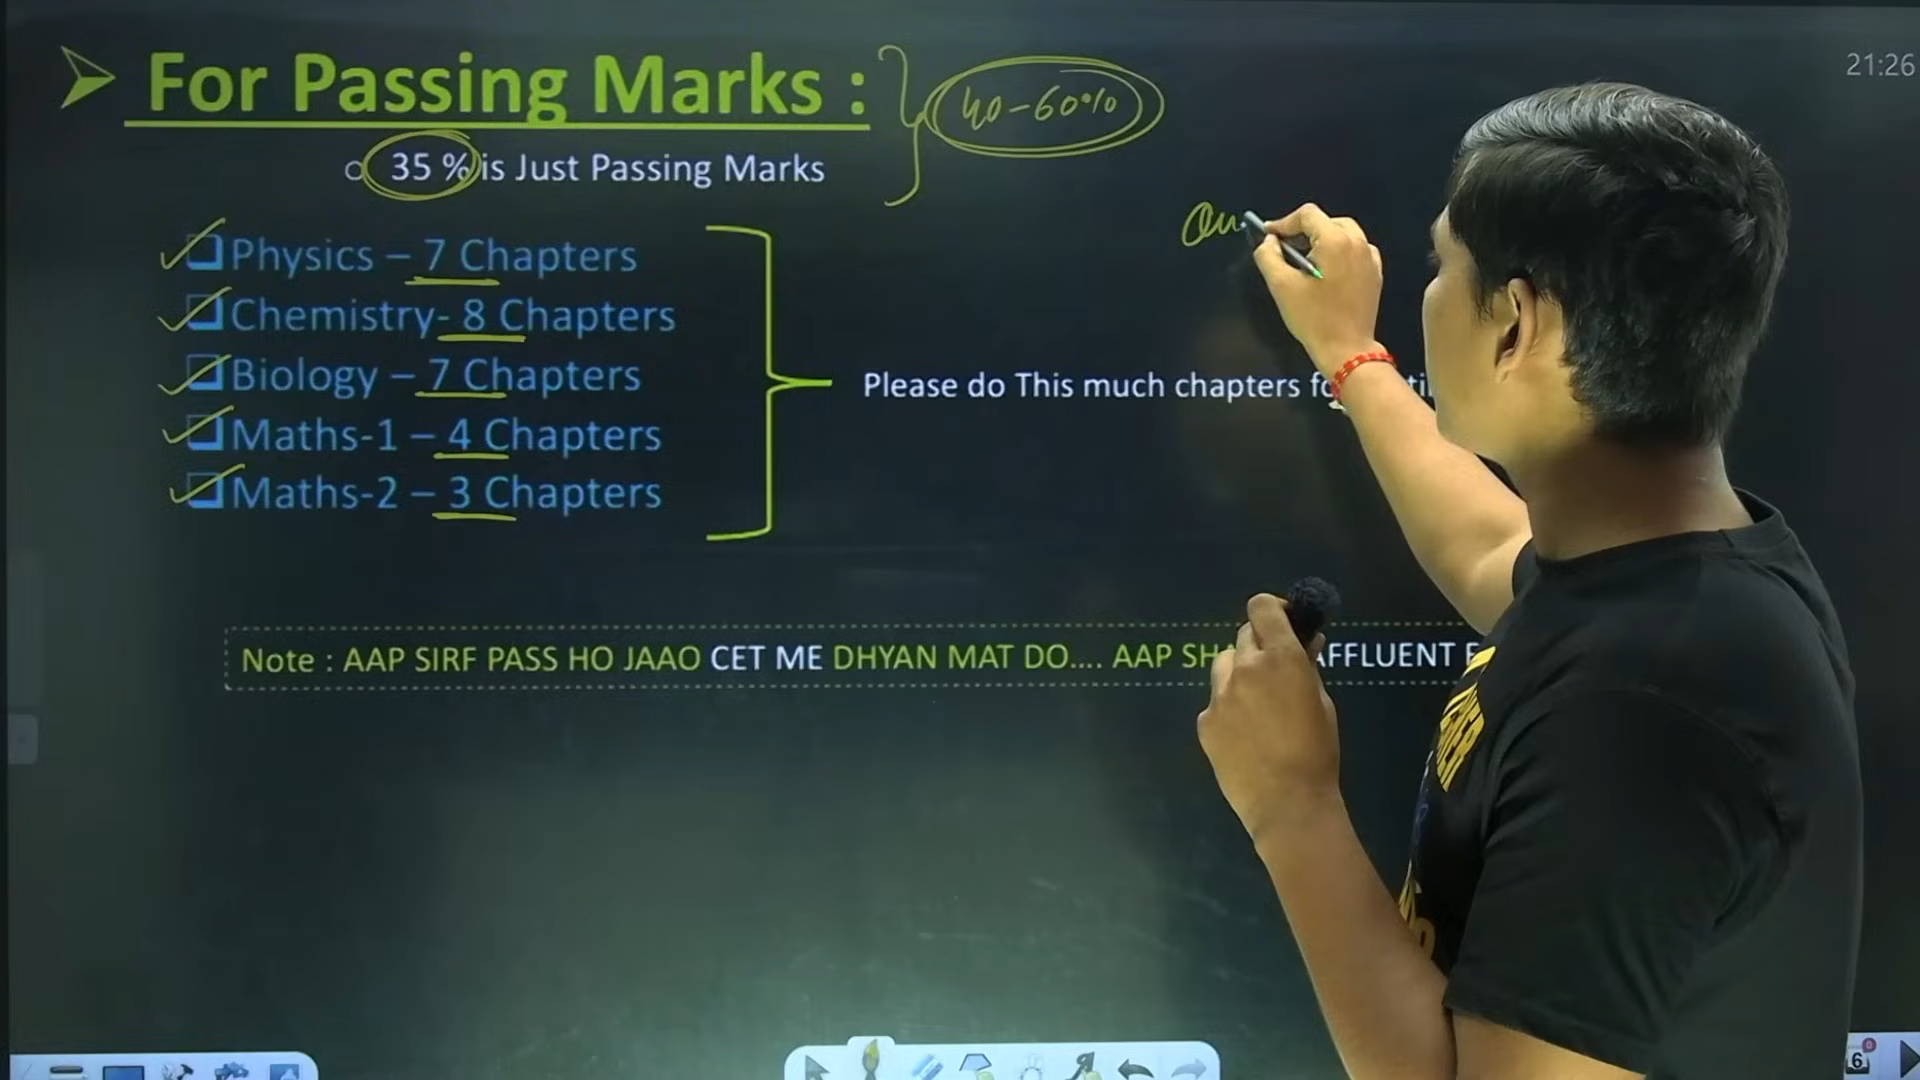 For Passing Marks :
40-60%
21:26
35 % is Just Passing Marks
Physics – 7 Chapters
Chemistry- 8 Chapters
Biology – 7 Chapters
Maths-1 – 4 Chapters
Maths-2 – 3 Chapters
Please do This much chapters
Note : AAP SIRF PASS HO JAAO CET ME DHYAN MAT DO.... AAP AFFLUENT
6